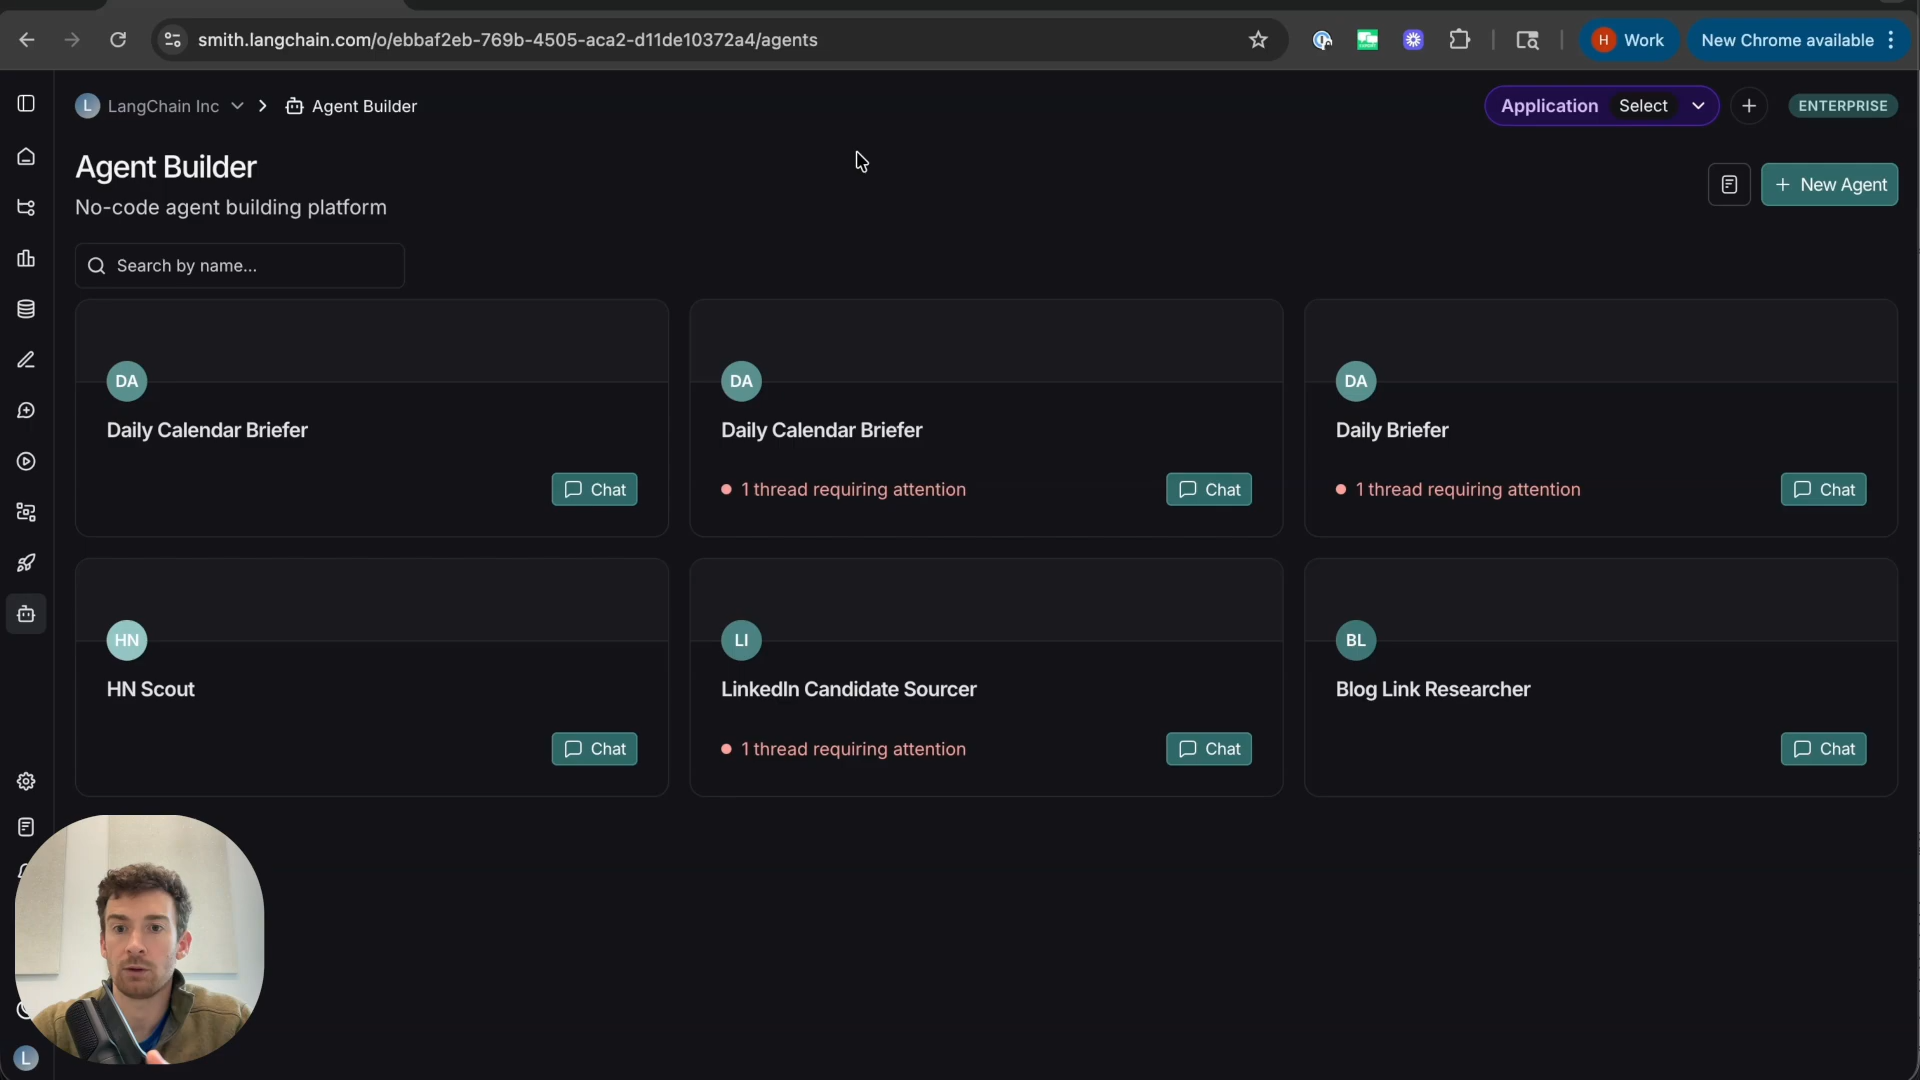 smith.langchain.com/o/ebbaf2eb-769b-4505-aca2-d11de10372a4/agents
H Work
New Chrome available
L LangChain Inc
Agent Builder
Application Select
ENTERPRISE
Agent Builder
No-code agent building platform
+ New Agent
Search by name...
DA
Daily Calendar Briefer
Chat
DA
Daily Calendar Briefer
1 thread requiring attention
Chat
DA
Daily Briefer
1 thread requiring attention
Chat
HN
HN Scout
Chat
LI
LinkedIn Candidate Sourcer
1 thread requiring attention
Chat
BL
Blog Link Researcher
Chat
L